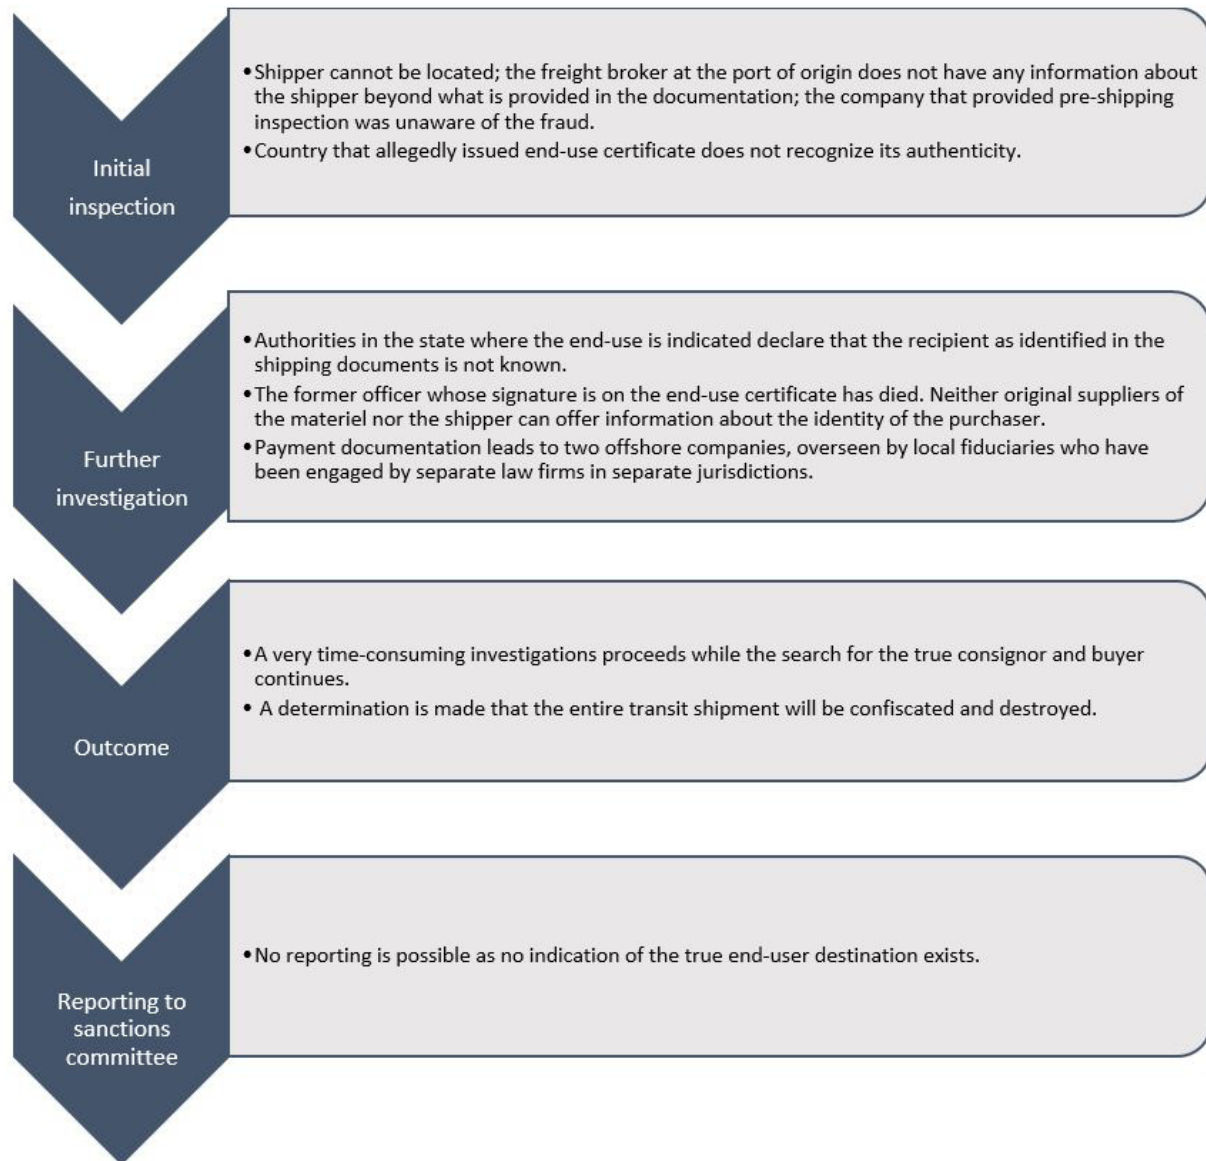 Initial
inspection
•Shipper cannot be located; the freight broker at the port of origin does not have any information about
the shipper beyond what is provided in the documentation; the company that provided pre-shipping
inspection was unaware of the fraud.
•Country that allegedly issued end-use certificate does not recognize its authenticity.
Further
investigation
•Authorities in the state where the end-use is indicated declare that the recipient as identified in the
shipping documents is not known.
•The former officer whose signature is on the end-use certificate has died. Neither original suppliers of
the materiel nor the shipper can offer information about the identity of the purchaser.
•Payment documentation leads to two offshore companies, overseen by local fiduciaries who have
been engaged by separate law firms in separate jurisdictions.
Outcome
•A very time-consuming investigations proceeds while the search for the true consignor and buyer
continues.
• A determination is made that the entire transit shipment will be confiscated and destroyed.
Reporting to
sanctions
committee
•No reporting is possible as no indication of the true end-user destination exists.